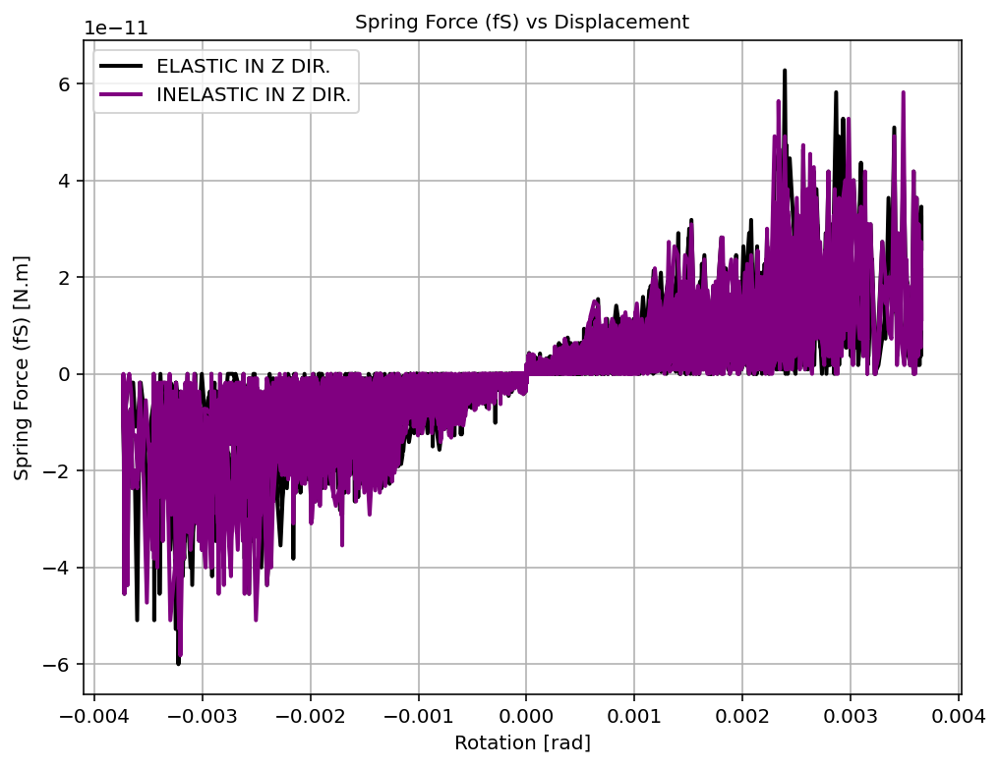 Spring Force (fS) vs Displacement
1e−11
ELASTIC IN Z DIR.
INELASTIC IN Z DIR.
6
4
2
0
−2
−4
−6
Spring Force (fS) [N.m]
−0.004 −0.003 −0.002 −0.001 0.000 0.001 0.002 0.003 0.004
Rotation [rad]